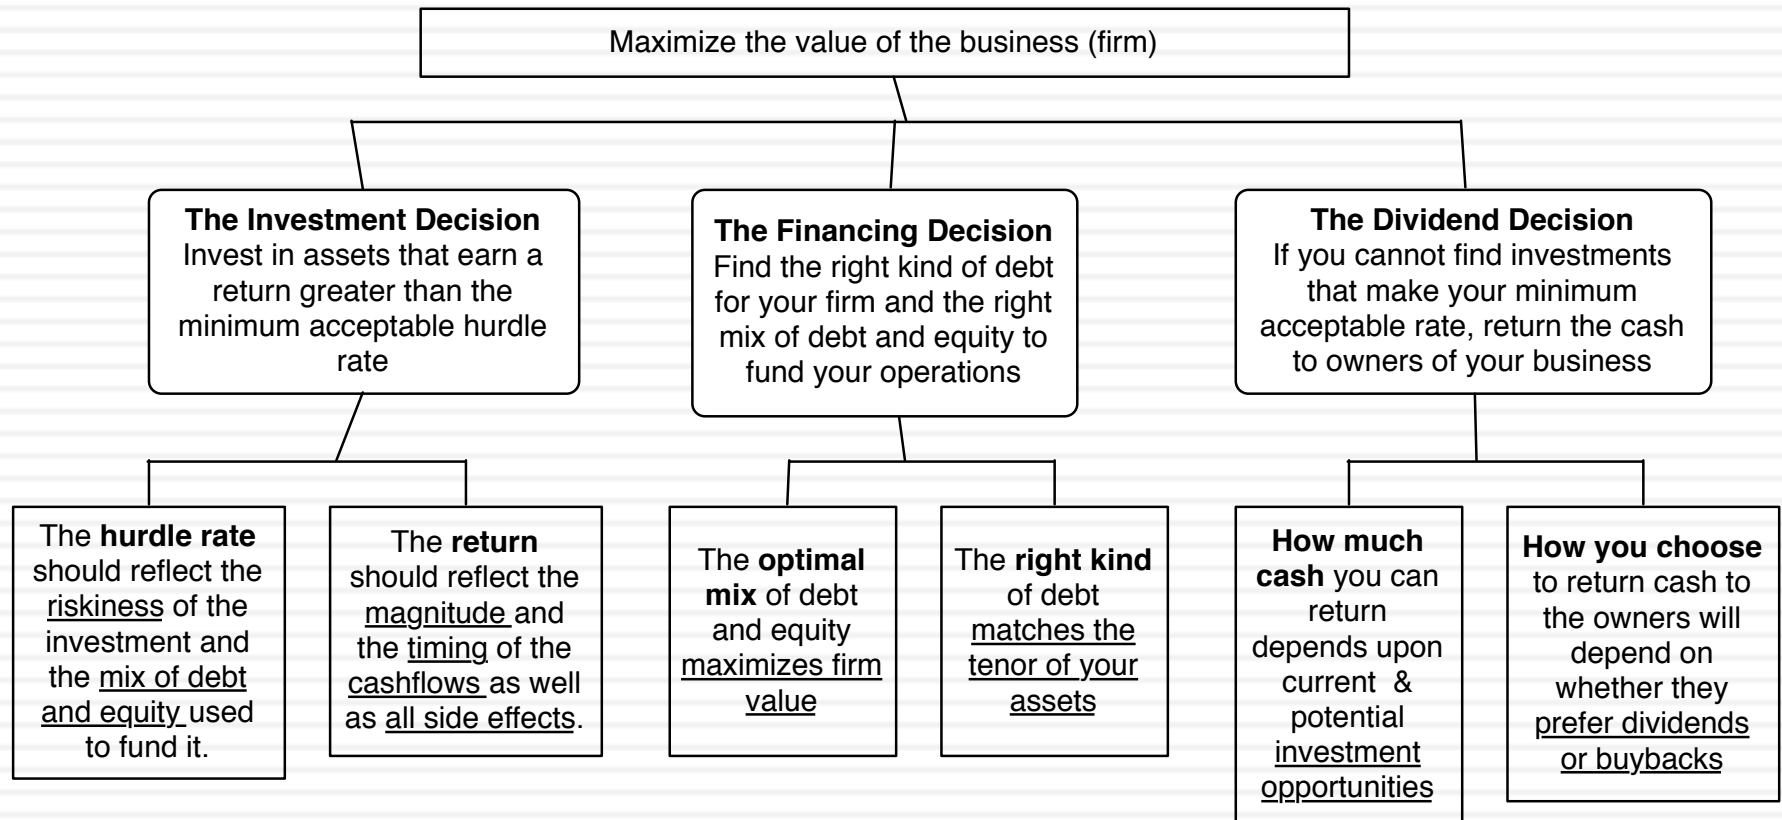 Maximize the value of the business (firm)
The Investment Decision
Invest in assets that earn a
return greater than the
minimum acceptable hurdle
rate
The Financing Decision
Find the right kind of debt
for your firm and the right
mix of debt and equity to
fund your operations
The Dividend Decision
If you cannot find investments
that make your minimum
acceptable rate, return the cash
to owners of your business
The hurdle rate
should reflect the
riskiness of the
investment and
the mix of debt
and equity used
to fund it.
The return
should reflect the
magnitude and
the timing of the
cashflows as well
as all side effects.
The optimal
mix of debt
and equity
maximizes firm
value
The right kind
of debt
matches the
tenor of your
assets
How much
cash you can
return
depends upon
current &
potential
investment
opportunities
How you choose
to return cash to
the owners will
depend on
whether they
prefer dividends
or buybacks